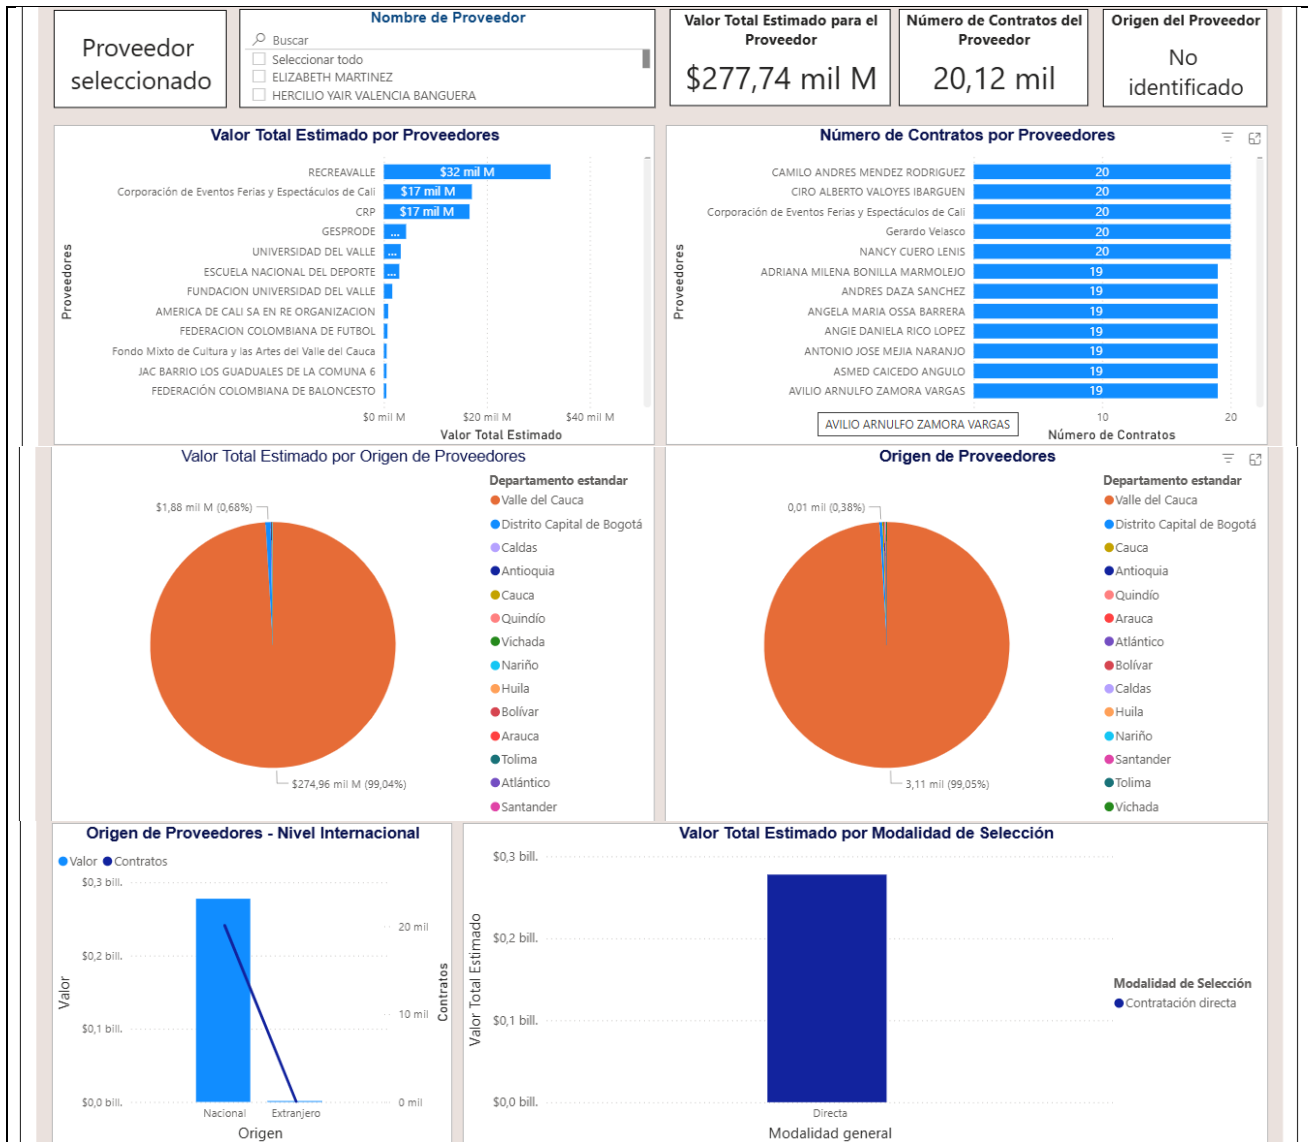 Proveedor
seleccionado
Nombre de Proveedor
Buscar
Seleccionar todo
ELIZABETH MARTINEZ
HERCILIO YAIR VALENCIA BANGUERA
Valor Total Estimado para el
Proveedor
$277,74 mil M
Número de Contratos del
Proveedor
20,12 mil
Origen del Proveedor
No
identificado
Valor Total Estimado por Proveedores
Proveedores
RECREAVALLE
$32 mil M
Corporación de Eventos Ferias y Espectáculos de Cali
$17 mil M
CRP
$17 mil M
GESPRODE
...
UNIVERSIDAD DEL VALLE
...
ESCUELA NACIONAL DEL DEPORTE
...
FUNDACION UNIVERSIDAD DEL VALLE
AMERICA DE CALI SA EN RE ORGANIZACION
FEDERACION COLOMBIANA DE FUTBOL
Fondo Mixto de Cultura y las Artes del Valle del Cauca
JAC BARRIO LOS GUADUALES DE LA COMUNA 6
FEDERACIÓN COLOMBIANA DE BALONCESTO
$0 mil M $20 mil M $40 mil M
Valor Total Estimado
Número de Contratos por Proveedores
Proveedores
CAMILO ANDRES MENDEZ RODRIGUEZ 20
CIRO ALBERTO VALOYES IBARGUEN 20
Corporación de Eventos Ferias y Espectáculos de Cali 20
Gerardo Velasco 20
NANCY CUERO LENIS 20
ADRIANA MILENA BONILLA MARMOLEJO 19
ANDRES DAZA SANCHEZ 19
ANGELA MARIA OSSA BARRERA 19
ANGIE DANIELA RICO LOPEZ 19
ANTONIO JOSE MEJIA NARANJO 19
ASMED CAICEDO ANGULO 19
AVILIO ARNULFO ZAMORA VARGAS 19
AVILIO ARNULFO ZAMORA VARGAS
10 20
Número de Contratos
Valor Total Estimado por Origen de Proveedores
$1,88 mil M (0,68%)
$274,96 mil M (99,04%)
Departamento estandar
Valle del Cauca
Distrito Capital de Bogotá
Caldas
Antioquia
Cauca
Quindío
Vichada
Nariño
Huila
Bolívar
Arauca
Tolima
Atlántico
Santander
Origen de Proveedores
0,01 mil (0,38%)
3,11 mil (99,05%)
Departamento estandar
Valle del Cauca
Distrito Capital de Bogotá
Cauca
Antioquia
Quindío
Arauca
Atlántico
Bolívar
Caldas
Huila
Nariño
Santander
Tolima
Vichada
Origen de Proveedores - Nivel Internacional
Valor Contratos
$0,3 bill.
$0,2 bill.
$0,1 bill.
$0,0 bill.
Valor
20 mil
10 mil
0 mil
Contratos
Nacional Extranjero
Origen
Valor Total Estimado por Modalidad de Selección
$0,3 bill.
$0,2 bill.
$0,1 bill.
$0,0 bill.
Valor Total Estimado
Directa
Modalidad general
Modalidad de Selección
Contratación directa